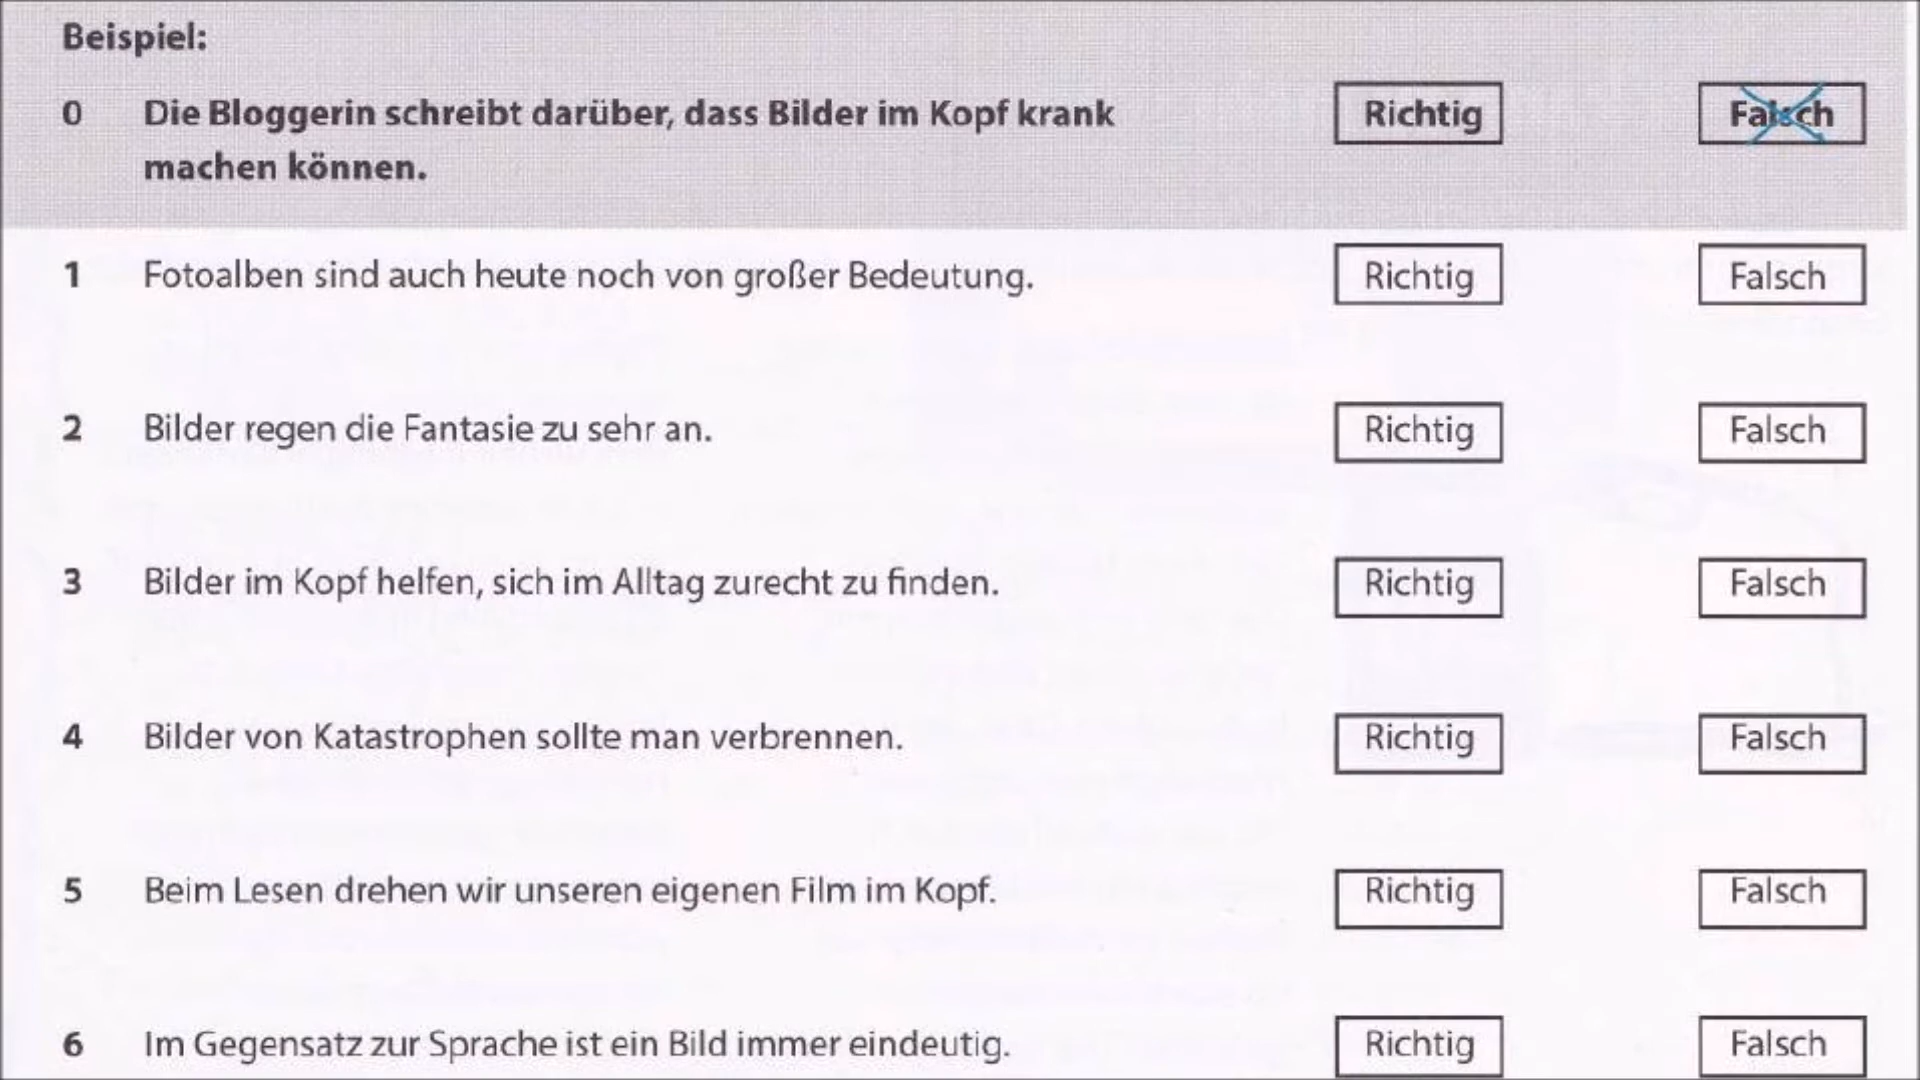 Beispiel:
0 Die Bloggerin schreibt darüber, dass Bilder im Kopf krank Richtig Falsch
machen können.
1 Fotoalben sind auch heute noch von großer Bedeutung. Richtig Falsch
2 Bilder regen die Fantasie zu sehr an. Richtig Falsch
3 Bilder im Kopf helfen, sich im Alltag zurecht zu finden. Richtig Falsch
4 Bilder von Katastrophen sollte man verbrennen. Richtig Falsch
5 Beim Lesen drehen wir unseren eigenen Film im Kopf. Richtig Falsch
6 Im Gegensatz zur Sprache ist ein Bild immer eindeutig. Richtig Falsch